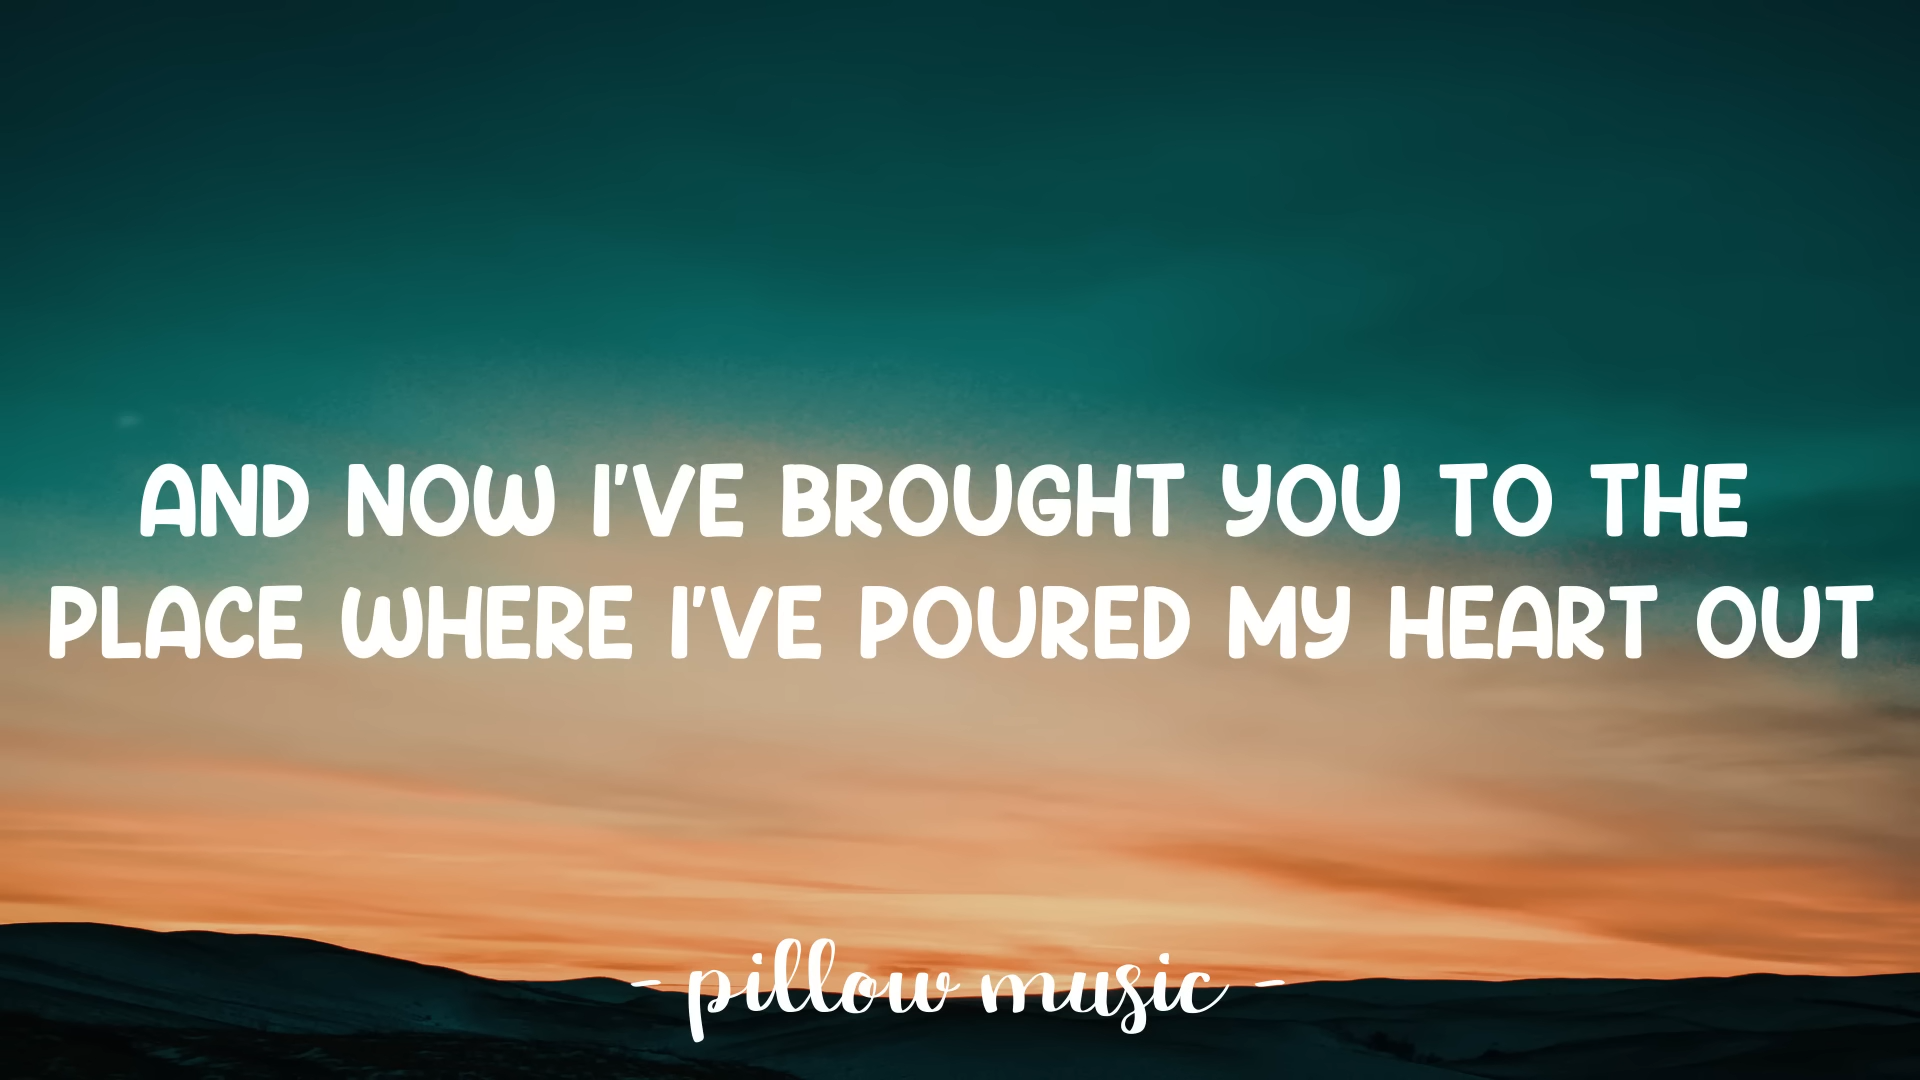 AND NOW I'VE BROUGHT YOU TO THE
PLACE WHERE I'VE POURED MY HEART OUT
- pillow music -